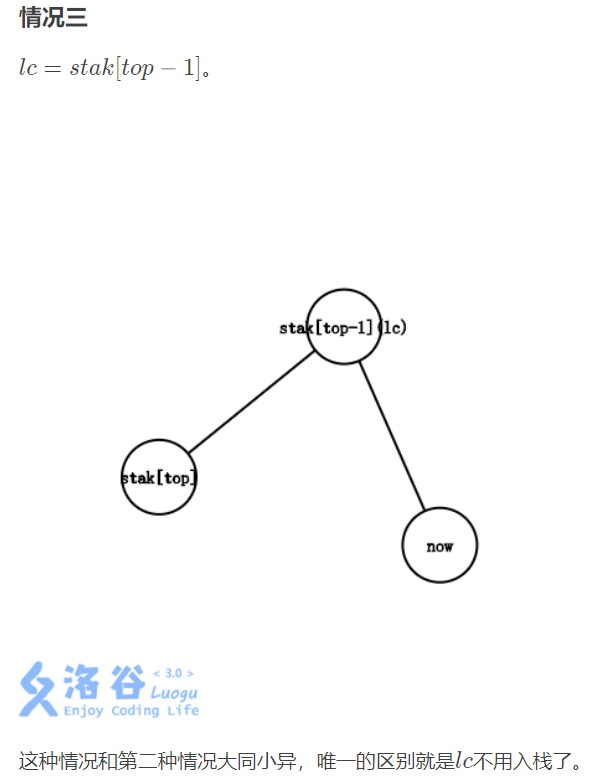 情况三
lc = stak[top − 1]。
stak[top-1](lc)
stak[top]
now
洛谷 < 3.0 >
Luogu
Enjoy Coding Life
这种情况和第二种情况大同小异，唯一的区别就是lc不用入栈了。